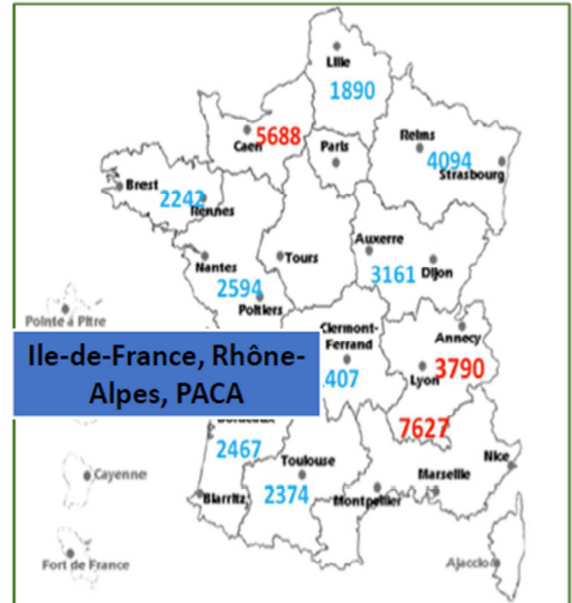 Lille
1890
5688
Caen
Paris
Reims
4094
Strasbourg
Brest
2242
Rennes
Auxerre
Nantes
Tours
3161
Dijon
2594
Poitiers
Pointe à Pitre
Clermont-
Ferrand
Annecy
Ile-de-France, Rhône-
Alpes, PACA
407
Lyon
3790
7627
2467
Toulouse
Nice
Cayenne
2374
Marseille
Biarritz
Montpellier
Fort de France
Ajaccio